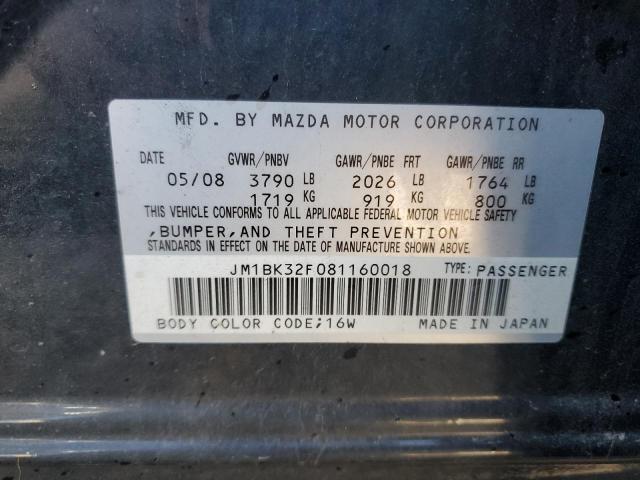 MFD. BY MAZDA MOTOR CORPORATION
DATE GVWR/PNBV GAWR/PNBE FRT GAWR/PNBE RR
05/08 3790 LB 2026 LB 1764 LB
1719 KG 919 KG 800 KG
THIS VEHICLE CONFORMS TO ALL APPLICABLE FEDERAL MOTOR VEHICLE SAFETY
,BUMPER,AND THEFT PREVENTION
STANDARDS IN EFFECT ON THE DATE OF MANUFACTURE SHOWN ABOVE.
JM1BK32F081160018 TYPE: PASSENGER
BODY COLOR CODE;16W MADE IN JAPAN